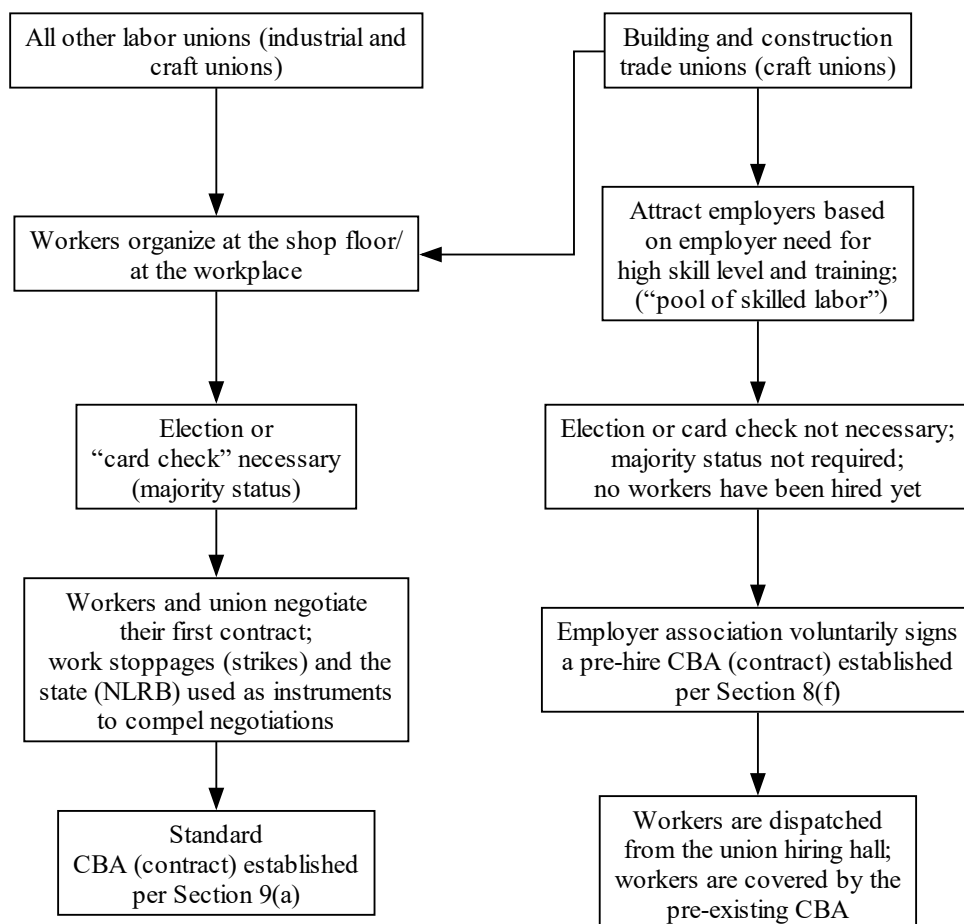 All other labor unions (industrial and
craft unions)
Building and construction
trade unions (craft unions)
Workers organize at the shop floor/
at the workplace
Attract employers based
on employer need for
high skill level and training;
(“pool of skilled labor”)
Election or
“card check” necessary
(majority status)
Election or card check not necessary;
majority status not required;
no workers have been hired yet
Workers and union negotiate
their first contract;
work stoppages (strikes) and the
state (NLRB) used as instruments
to compel negotiations
Employer association voluntarily signs
a pre-hire CBA (contract) established
per Section 8(f)
Standard
CBA (contract) established
per Section 9(a)
Workers are dispatched
from the union hiring hall;
workers are covered by the
pre-existing CBA